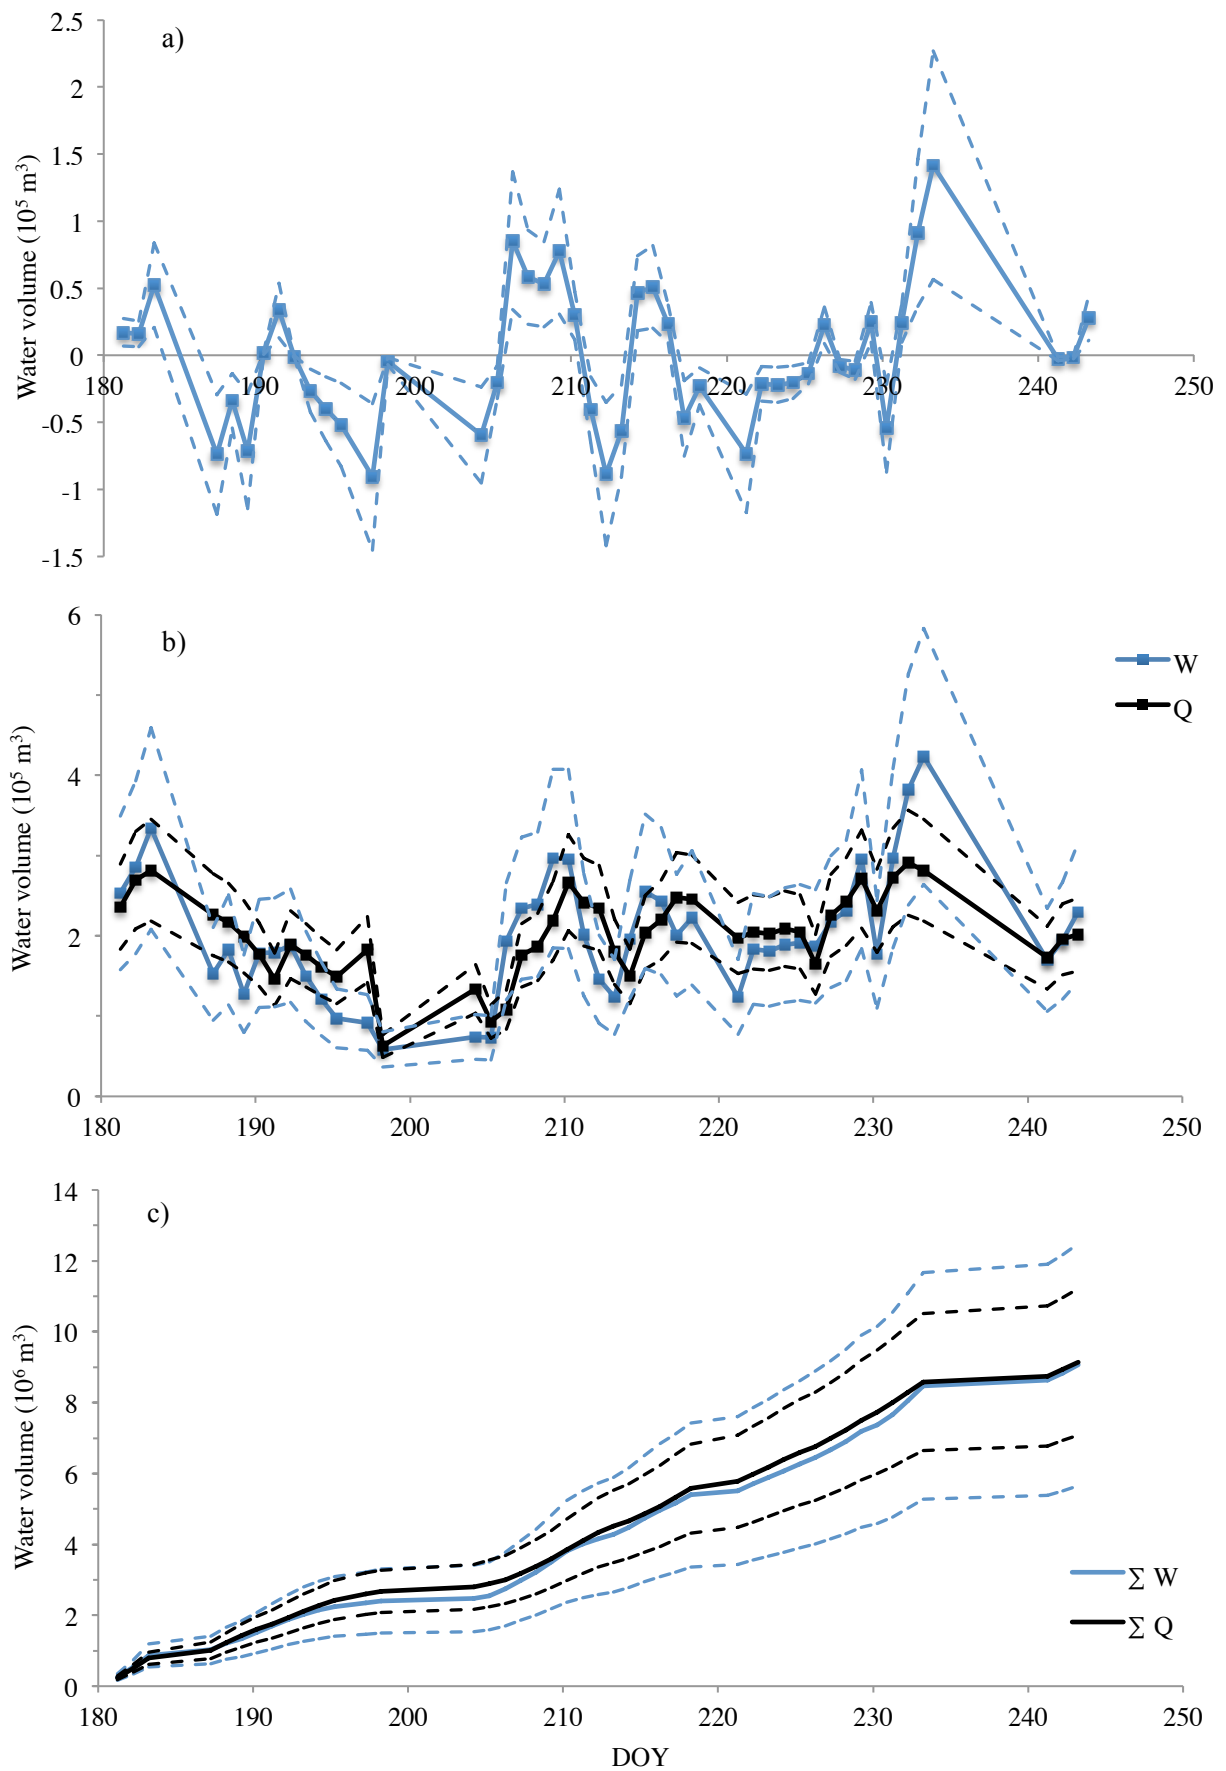 a)
2.5
2
1.5
1
0.5
0
-0.5
-1
-1.5
180 190 200 210 220 230 240 250
Water volume (10⁵ m³)
b)
6
4
2
0
180 190 200 210 220 230 240 250
Water volume (10⁵ m³)
W
Q
c)
14
12
10
8
6
4
2
0
180 190 200 210 220 230 240 250
Water volume (10⁶ m³)
∑ W
∑ Q
DOY